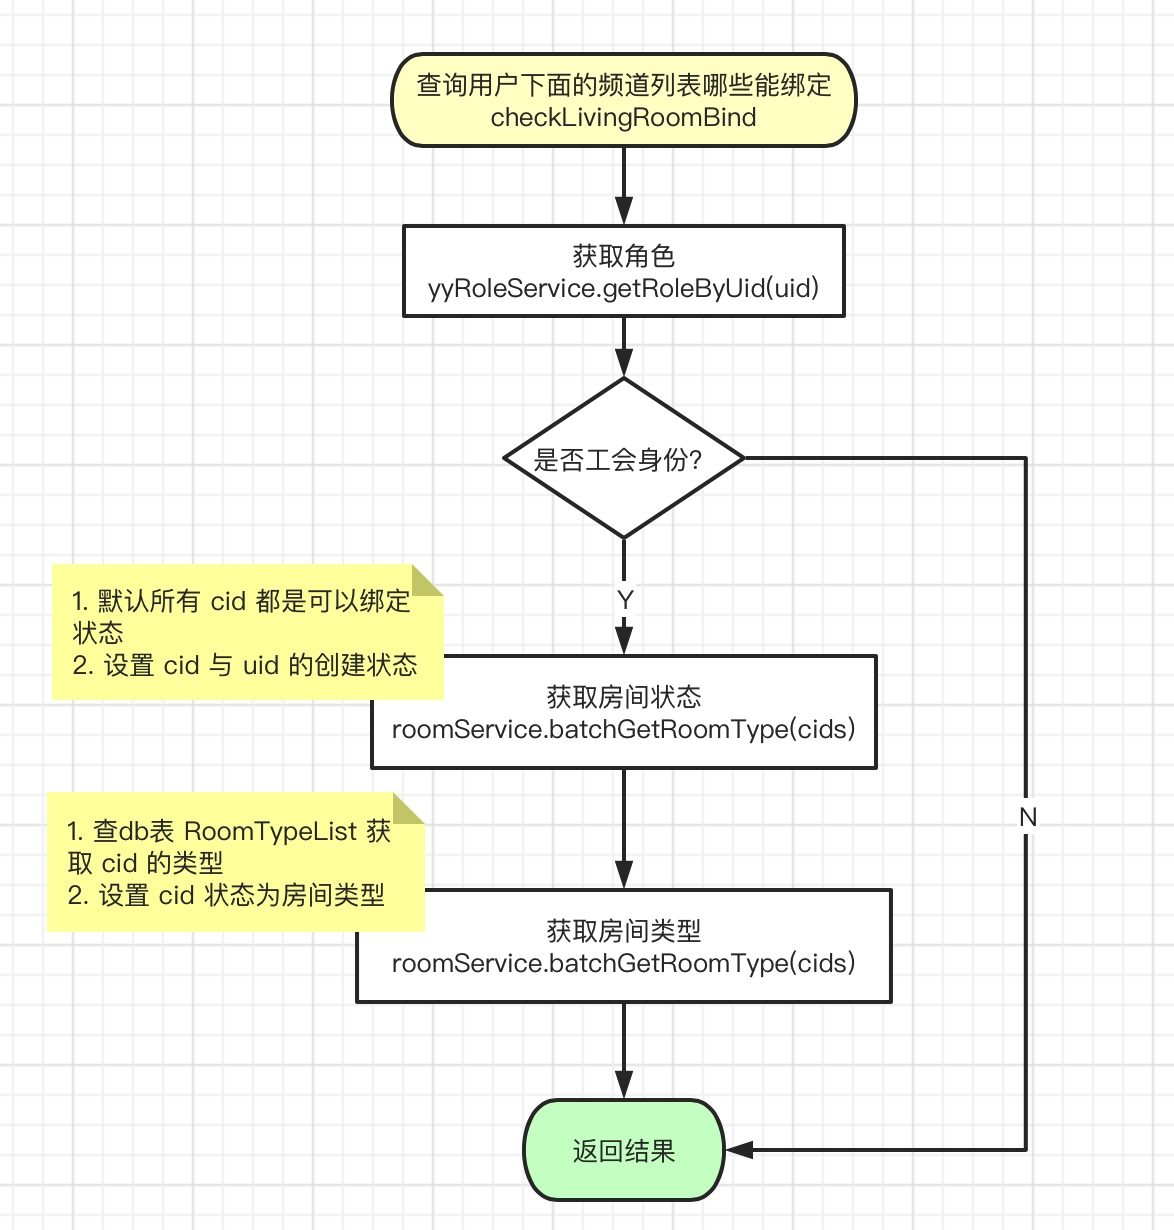 查询用户下面的频道列表哪些能绑定
checkLivingRoomBind
获取角色
yyRoleService.getRoleByUid(uid)
是否工会身份?
Y
1. 默认所有 cid 都是可以绑定
状态
2. 设置 cid 与 uid 的创建状态
获取房间状态
roomService.batchGetRoomType(cids)
N
1. 查db表 RoomTypeList 获
取 cid 的类型
2. 设置 cid 状态为房间类型
获取房间类型
roomService.batchGetRoomType(cids)
返回结果